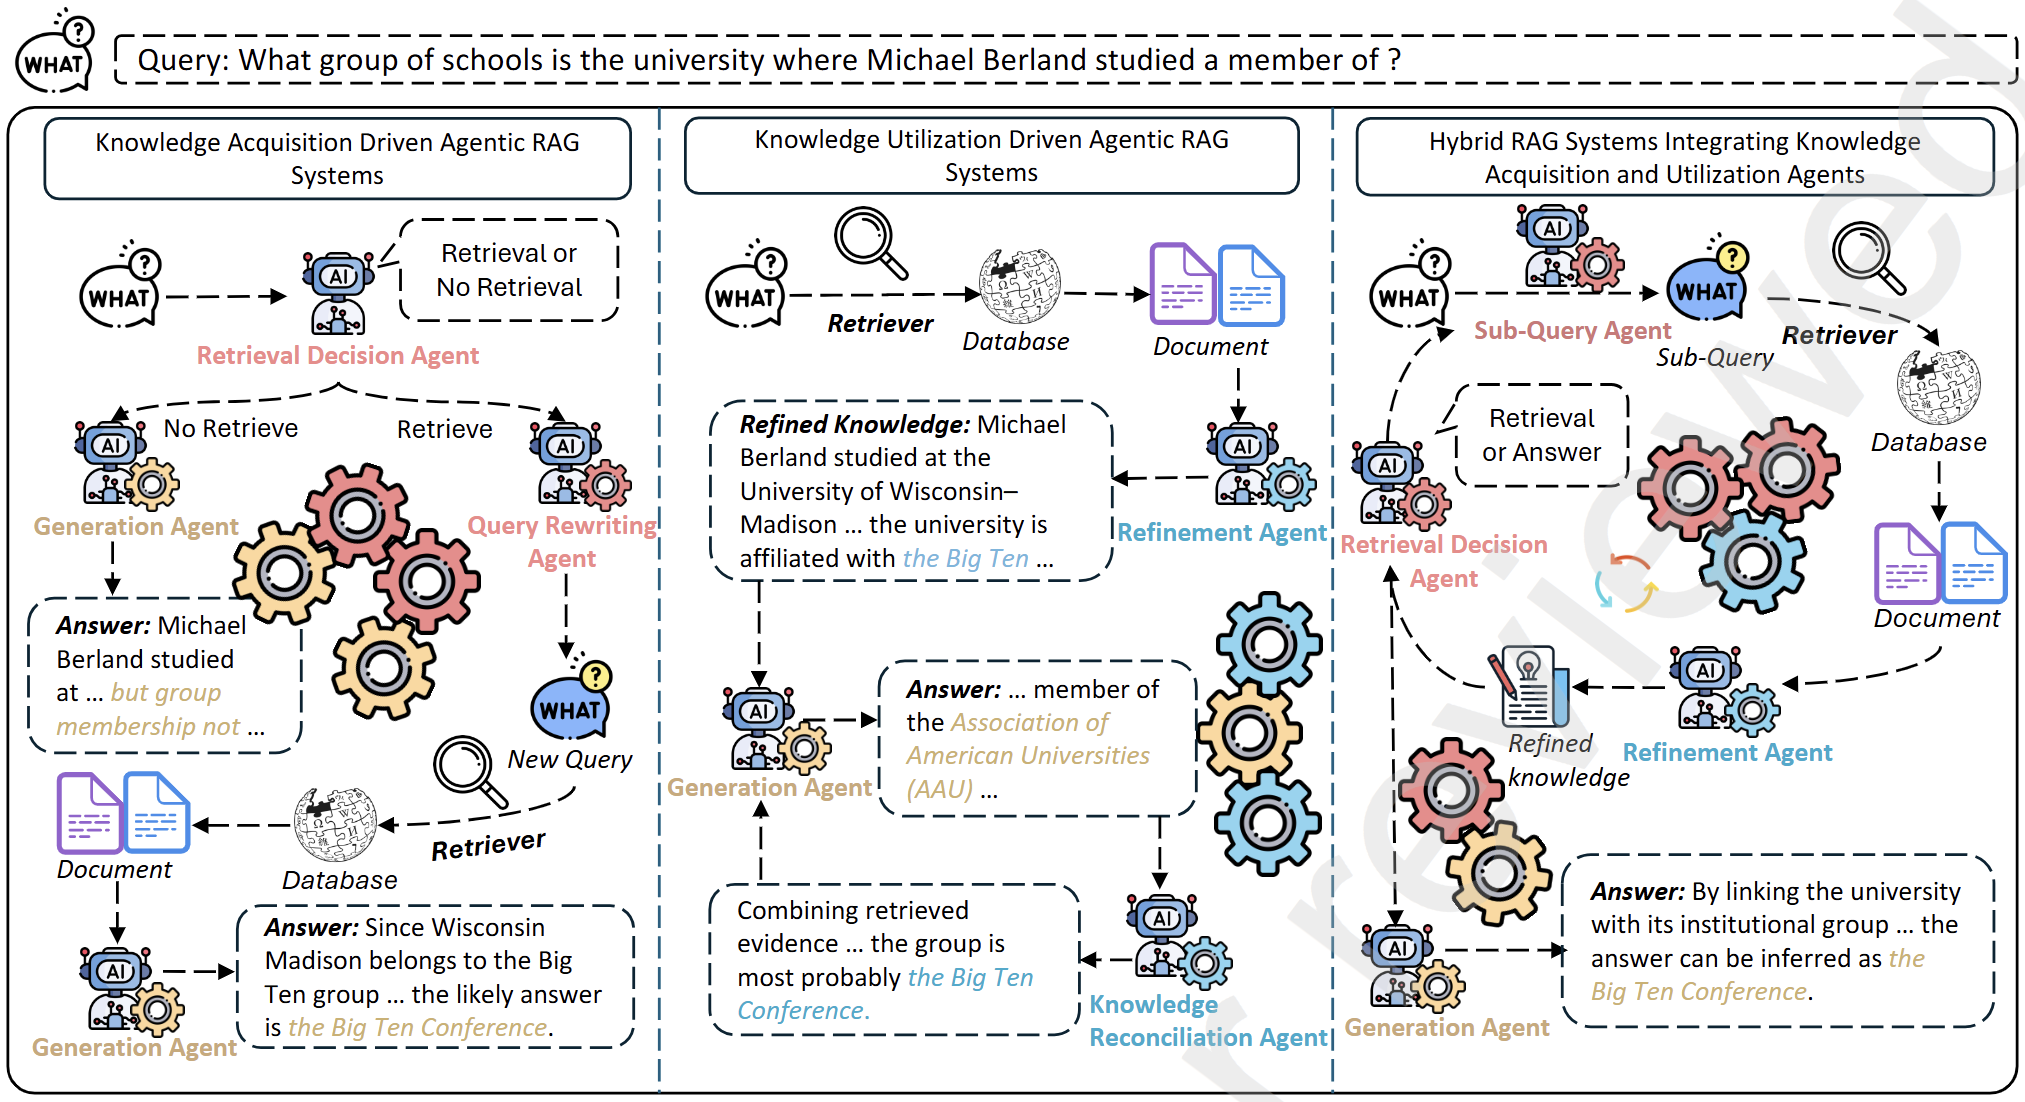 WHAT ?
Query: What group of schools is the university where Michael Berland studied a member of ?
Knowledge Acquisition Driven Agentic RAG
Systems
?
WHAT
AI
Retrieval or
No Retrieval
Retrieval Decision Agent
No Retrieve
Retrieve
AI
Generation Agent
AI
Query Rewriting
Agent
Answer: Michael
Berland studied
at ... but group
membership not ...
?
WHAT
New Query
Retriever
Database
Document
AI
Generation Agent
Answer: Since Wisconsin
Madison belongs to the Big
Ten group ... the likely answer
is the Big Ten Conference.
Knowledge Utilization Driven Agentic RAG
Systems
?
WHAT
Retriever
Database
Document
AI
Refinement Agent
Refined Knowledge: Michael
Berland studied at the
University of Wisconsin–
Madison ... the university is
affiliated with the Big Ten ...
AI
Generation Agent
Answer: ... member of
the Association of
American Universities
(AAU) ...
AI
Knowledge
Reconciliation Agent
Combining retrieved
evidence ... the group is
most probably the Big Ten
Conference.
Hybrid RAG Systems Integrating Knowledge
Acquisition and Utilization Agents
?
WHAT
AI
Sub-Query Agent
?
WHAT
Sub-Query
Retriever
Database
Document
AI
Refinement Agent
Refined
knowledge
Retrieval
or Answer
AI
Retrieval Decision
Agent
AI
Generation Agent
Answer: By linking the university
with its institutional group ... the
answer can be inferred as the
Big Ten Conference.
r reviewed